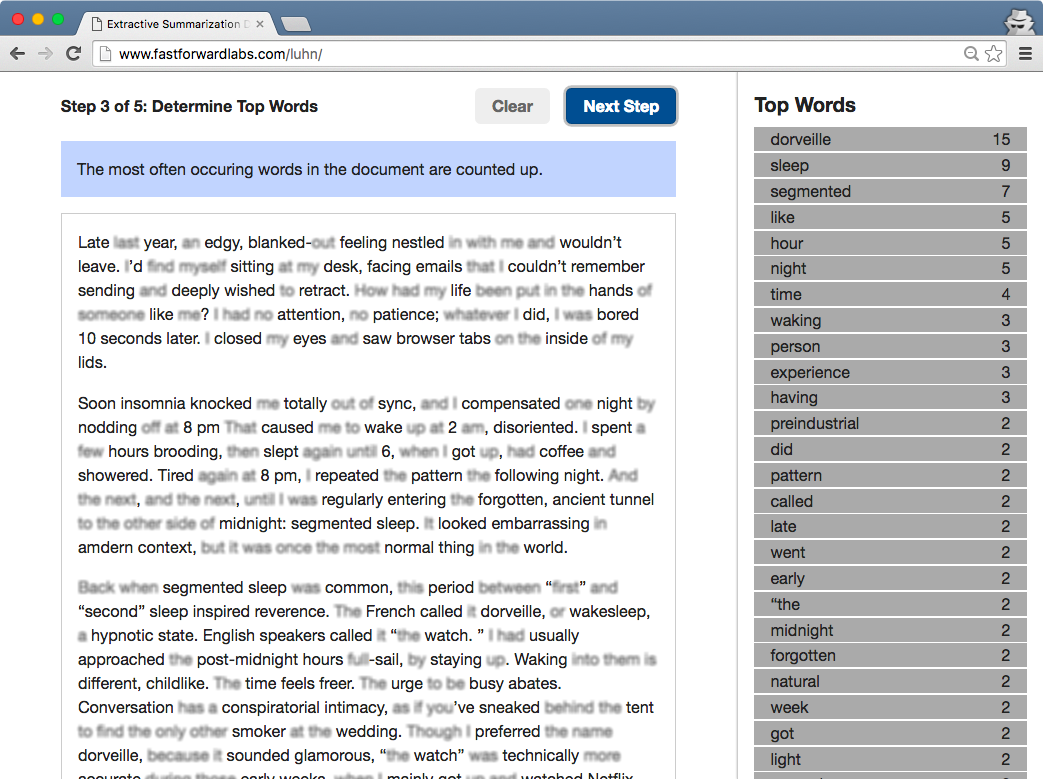 Extractive Summarization D
www.fastforwardlabs.com/luhn/
Step 3 of 5: Determine Top Words
Clear
Next Step
The most often occuring words in the document are counted up.
Late last year, an edgy, blanked-out feeling nestled in with me and wouldn’t
leave. I’d find myself sitting at my desk, facing emails that I couldn’t remember
sending and deeply wished to retract. How had my life been put in the hands of
someone like me? I had no attention, no patience; whatever I did, I was bored
10 seconds later. I closed my eyes and saw browser tabs on the inside of my
lids.
Soon insomnia knocked me totally out of sync, and I compensated one night by
nodding off at 8 pm That caused me to wake up at 2 am, disoriented. I spent a
few hours brooding, then slept again until 6, when I got up, had coffee and
showered. Tired again at 8 pm, I repeated the pattern the following night. And
the next, and the next, until I was regularly entering the forgotten, ancient tunnel
to the other side of midnight: segmented sleep. It looked embarrassing in
amdern context, but it was once the most normal thing in the world.
Back when segmented sleep was common, this period between “first” and
“second” sleep inspired reverence. The French called it dorveille, or wakesleep,
a hypnotic state. English speakers called it “the watch. ” I had usually
approached the post-midnight hours full-sail, by staying up. Waking into them is
different, childlike. The time feels freer. The urge to be busy abates.
Conversation has a conspiratorial intimacy, as if you’ve sneaked behind the tent
to find the only other smoker at the wedding. Though I preferred the name
dorveille, because it sounded glamorous, “the watch” was technically more
accurate during those early weeks, when I mainly got up and watched Netflix
Top Words
dorveille 15
sleep 9
segmented 7
like 5
hour 5
night 5
time 4
waking 3
person 3
experience 3
having 3
preindustrial 2
did 2
pattern 2
called 2
late 2
went 2
early 2
“the 2
midnight 2
forgotten 2
natural 2
week 2
got 2
light 2